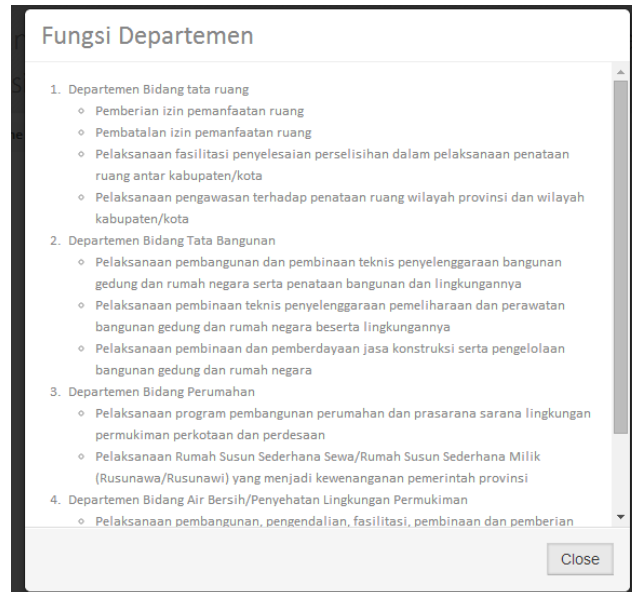 Fungsi Departemen
1. Departemen Bidang tata ruang
Pemberian izin pemanfaatan ruang
Pembatalan izin pemanfaatan ruang
Pelaksanaan fasilitasi penyelesaian perselisihan dalam pelaksanaan penataan
ruang antar kabupaten/kota
Pelaksanaan pengawasan terhadap penataan ruang wilayah provinsi dan wilayah
kabupaten/kota
2. Departemen Bidang Tata Bangunan
Pelaksanaan pembangunan dan pembinaan teknis penyelenggaraan bangunan
gedung dan rumah negara serta penataan bangunan dan lingkungannya
Pelaksanaan pembinaan teknis penyelenggaraan pemeliharaan dan perawatan
bangunan gedung dan rumah negara beserta lingkungannya
Pelaksanaan pembinaan dan pemberdayaan jasa konstruksi serta pengelolaan
bangunan gedung dan rumah negara
3. Departemen Bidang Perumahan
Pelaksanaan program pembangunan perumahan dan prasarana sarana lingkungan
permukiman perkotaan dan perdesaan
Pelaksanaan Rumah Susun Sederhana Sewa/Rumah Susun Sederhana Milik
(Rusunawa/Rusunawi) yang menjadi kewenanganan pemerintah provinsi
4. Departemen Bidang Air Bersih/Penyehatan Lingkungan Permukiman
Pelaksanaan pembangunan, pengendalian, fasilitasi, pembinaan dan pemberian
Close